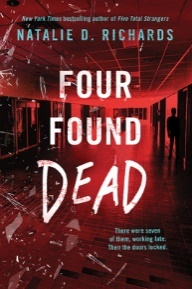 New York Times bestselling author of Five Total Strangers
NATALIE D. RICHARDS
FOUR
FOUND
DEAD
There were seven
of them, working late.
Then the doors locked.